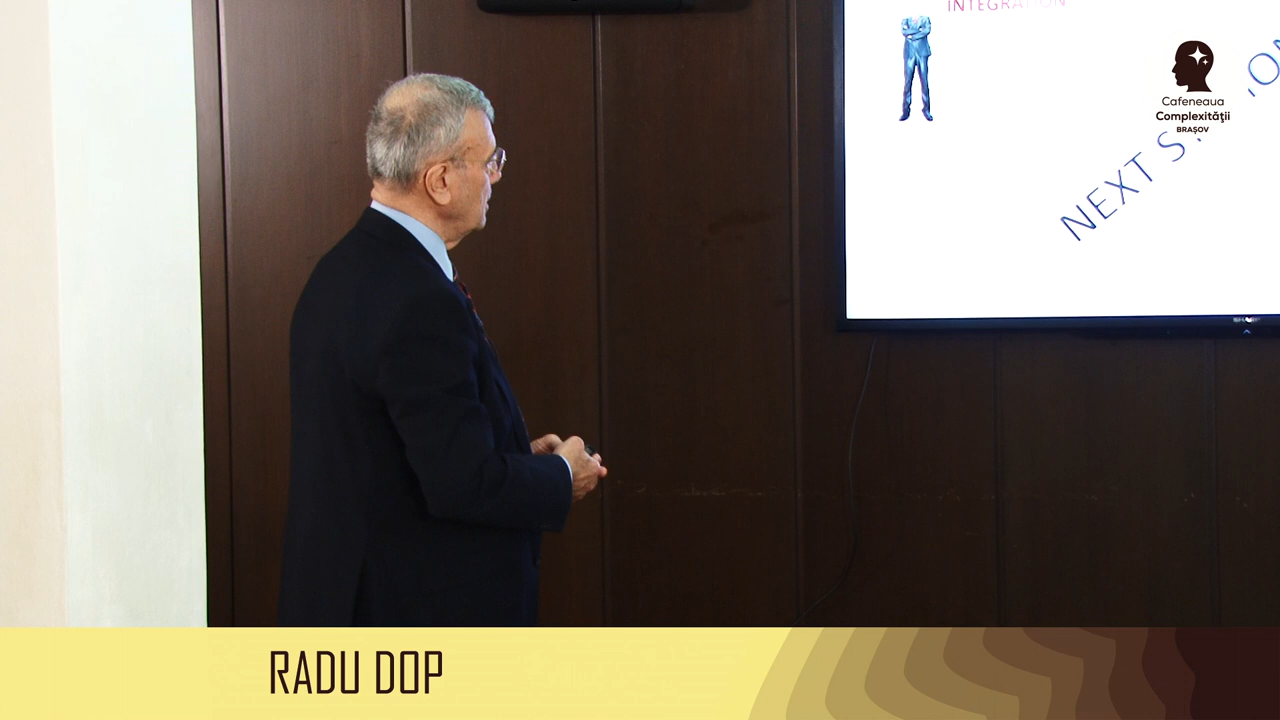 INTEGRATION
Cafeneaua
Complexității
BRAȘOV
NEXT
RADU DOP